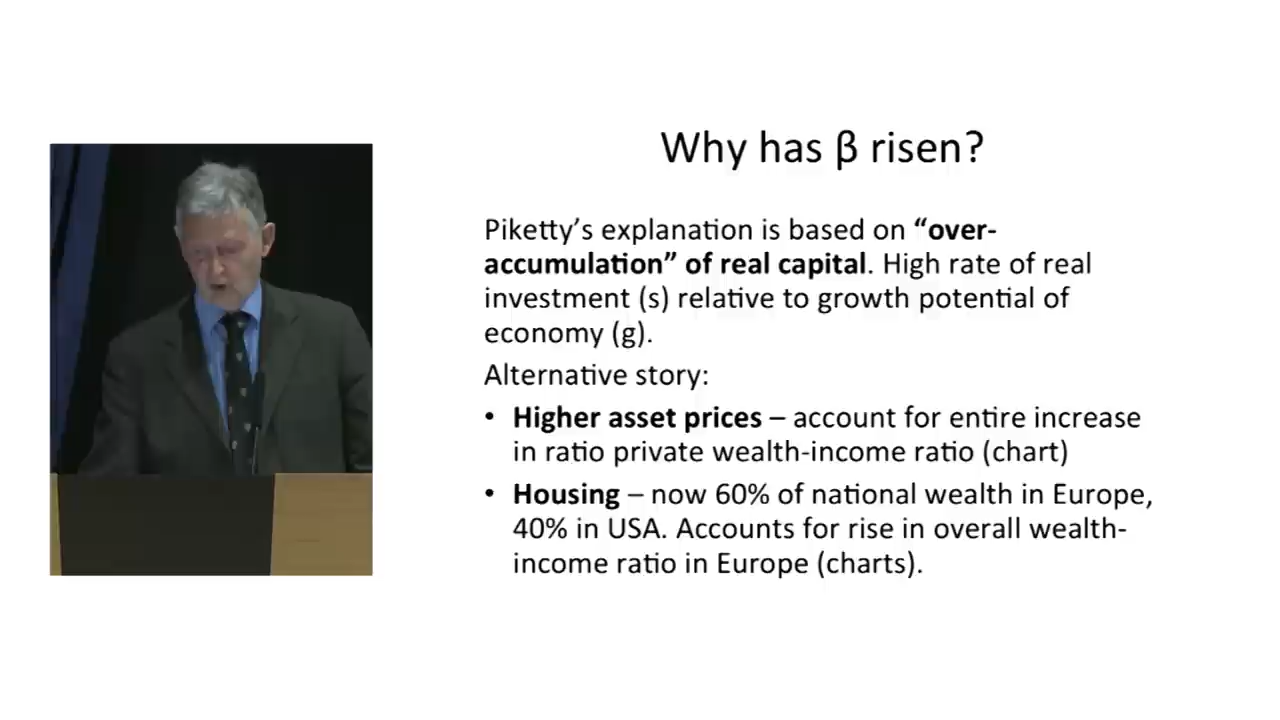 Why has β risen?
Piketty’s explanation is based on “over-
accumulation” of real capital. High rate of real
investment (s) relative to growth potential of
economy (g).
Alternative story:
• Higher asset prices – account for entire increase
in ratio private wealth-income ratio (chart)
• Housing – now 60% of national wealth in Europe,
40% in USA. Accounts for rise in overall wealth-
income ratio in Europe (charts).